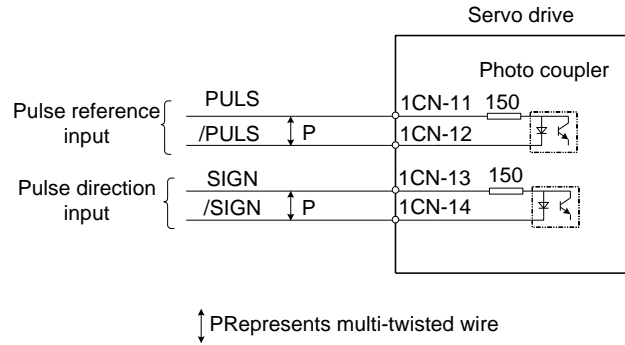 Servo drive
Photo coupler
Pulse reference
input
PULS
/PULS
P
1CN-11
150
1CN-12
Pulse direction
input
SIGN
/SIGN
P
1CN-13
150
1CN-14
PRepresents multi-twisted wire